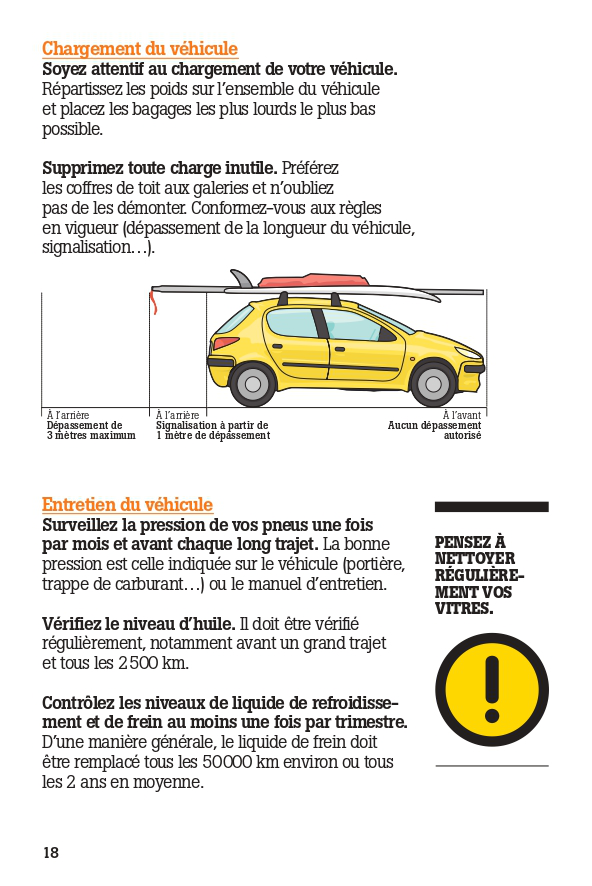 Chargement du véhicule
Soyez attentif au chargement de votre véhicule.
Répartissez les poids sur l'ensemble du véhicule
et placez les bagages les plus lourds le plus bas
possible.
Supprimez toute charge inutile. Préférez
les coffres de toit aux galeries et n'oubliez
pas de les démonter. Conformez-vous aux règles
en vigueur (dépassement de la longueur du véhicule,
signalisation…).
À l'arrière
Dépassement de
3 mètres maximum
À l'arrière
Signalisation à partir de
1 mètre de dépassement
À l'avant
Aucun dépassement
autorisé
Entretien du véhicule
Surveillez la pression de vos pneus une fois
par mois et avant chaque long trajet. La bonne
pression est celle indiquée sur le véhicule (portière,
trappe de carburant…) ou le manuel d'entretien.
Vérifiez le niveau d'huile. Il doit être vérifié
régulièrement, notamment avant un grand trajet
et tous les 2 500 km.
Contrôlez les niveaux de liquide de refroidisse-
ment et de frein au moins une fois par trimestre.
D'une manière générale, le liquide de frein doit
être remplacé tous les 50 000 km environ ou tous
les 2 ans en moyenne.
PENSEZ À
NETTOYER
RÉGULIÈRE-
MENT VOS
VITRES.
18